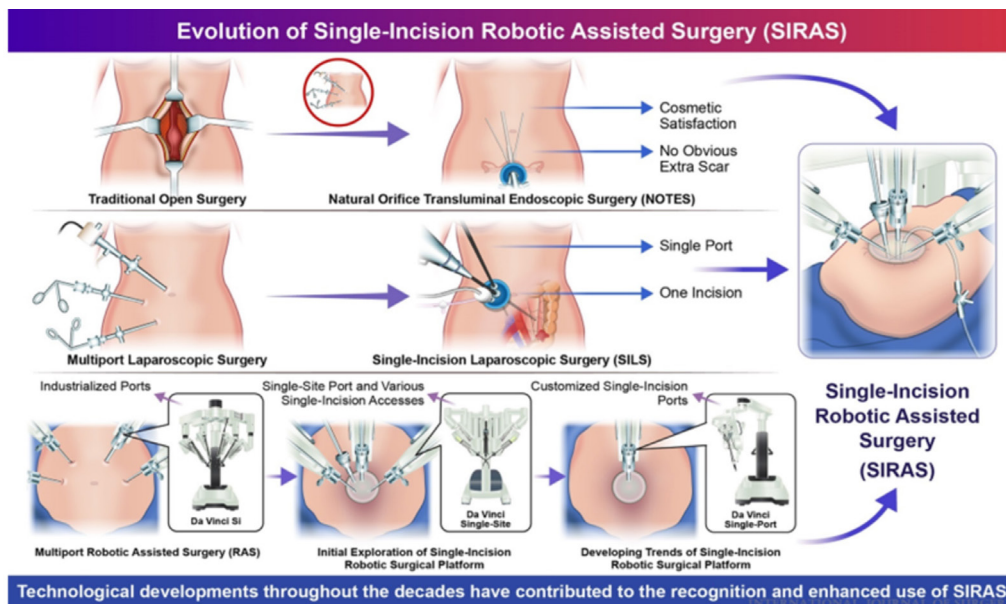 Evolution of Single-Incision Robotic Assisted Surgery (SIRAS)
Cosmetic
Satisfaction
No Obvious
Extra Scar
Traditional Open Surgery
Natural Orifice Transluminal Endoscopic Surgery (NOTES)
Single Port
One Incision
Multiport Laparoscopic Surgery
Single-Incision Laparoscopic Surgery (SILS)
Industrialized Ports
Single-Site Port and Various
Single-Incision Accesses
Customized Single-Incision
Ports
Da Vinci Si
Da Vinci
Single-Site
Da Vinci
Single-Port
Multiport Robotic Assisted Surgery (RAS)
Initial Exploration of Single-Incision
Robotic Surgical Platform
Developing Trends of Single-Incision
Robotic Surgical Platform
Single-Incision
Robotic Assisted
Surgery
(SIRAS)
Technological developments throughout the decades have contributed to the recognition and enhanced use of SIRAS